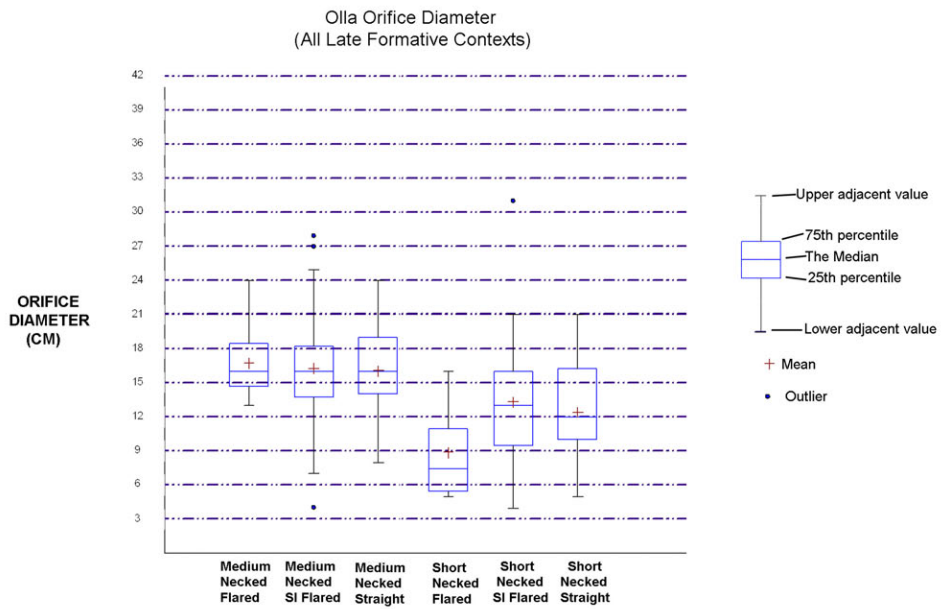 Olla Orifice Diameter
(All Late Formative Contexts)
42
39
36
33
30
27
24
21
18
15
12
9
6
3
ORIFICE
DIAMETER
(CM)
Medium
Necked
Flared
Medium
Necked
SI Flared
Medium
Necked
Straight
Short
Necked
Flared
Short
Necked
SI Flared
Short
Necked
Straight
Upper adjacent value
75th percentile
The Median
25th percentile
Lower adjacent value
Mean
Outlier